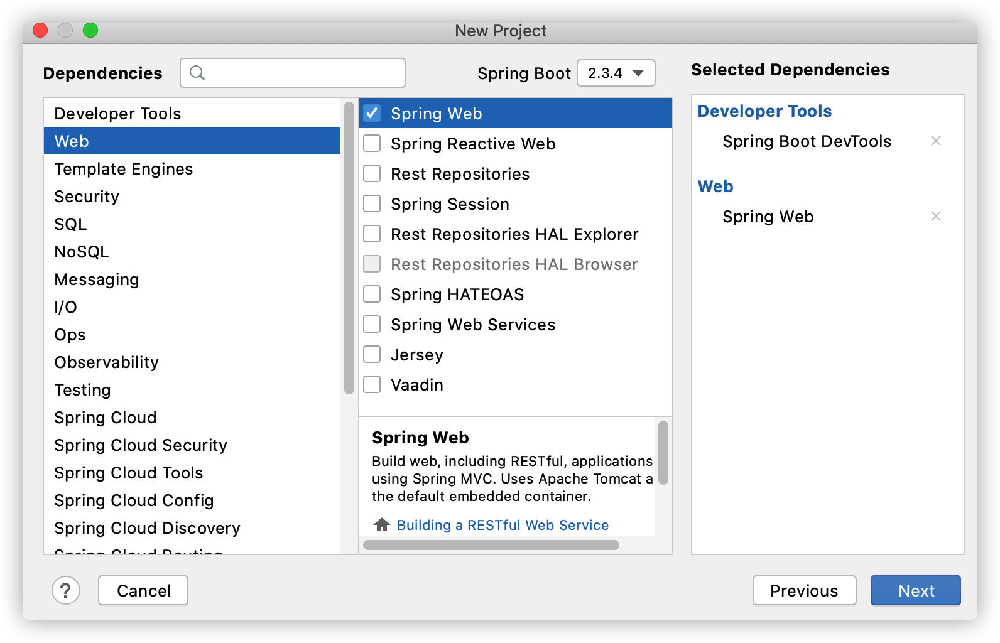 New Project
Dependencies
Spring Boot 2.3.4
Selected Dependencies
Developer Tools
Web
Template Engines
Security
SQL
NoSQL
Messaging
I/O
Ops
Observability
Testing
Spring Cloud
Spring Cloud Security
Spring Cloud Tools
Spring Cloud Config
Spring Cloud Discovery
Spring Cloud Routing
Spring Web
Spring Reactive Web
Rest Repositories
Spring Session
Rest Repositories HAL Explorer
Rest Repositories HAL Browser
Spring HATEOAS
Spring Web Services
Jersey
Vaadin
Spring Web
Build web, including RESTful, applications
using Spring MVC. Uses Apache Tomcat a
the default embedded container.
Building a RESTful Web Service
Developer Tools
Spring Boot DevTools
Web
Spring Web
?
Cancel
Previous
Next